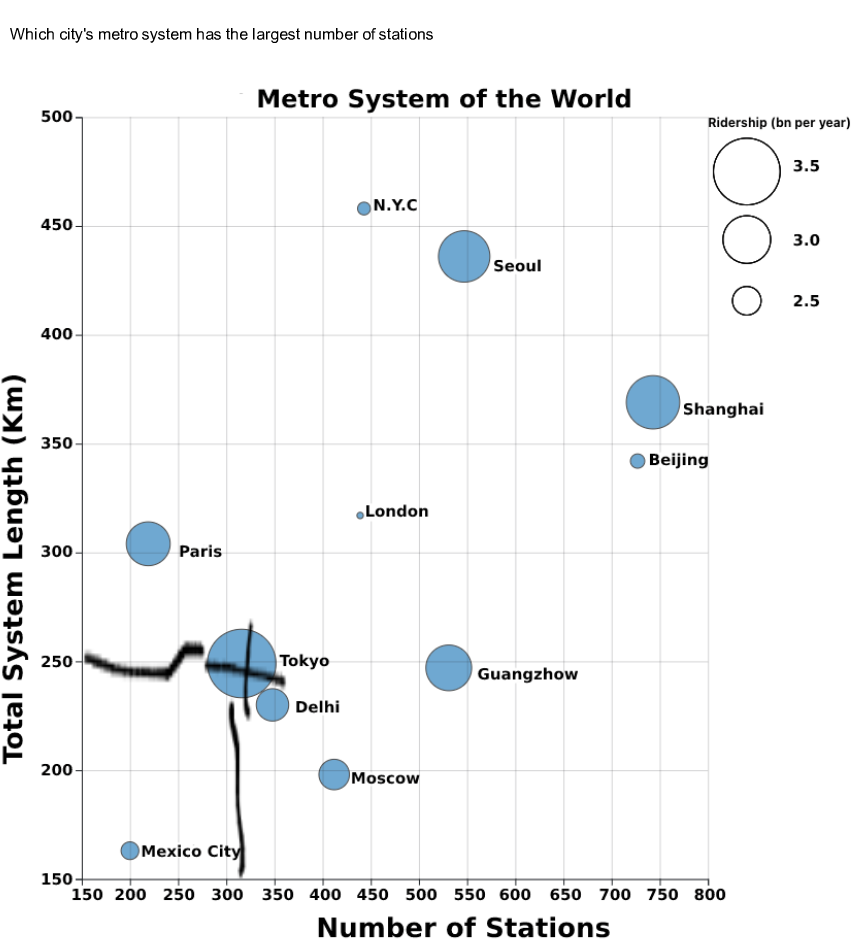 Which city's metro system has the largest number of stations
Metro System of the World
Ridership (bn per year)
3.5
3.0
2.5
Total System Length (Km)
500
450
400
350
300
250
200
150
N.Y.C
Seoul
Shanghai
Beijing
London
Paris
Tokyo
Guangzhow
Delhi
Moscow
Mexico City
150 200 250 300 350 400 450 500 550 600 650 700 750 800
Number of Stations